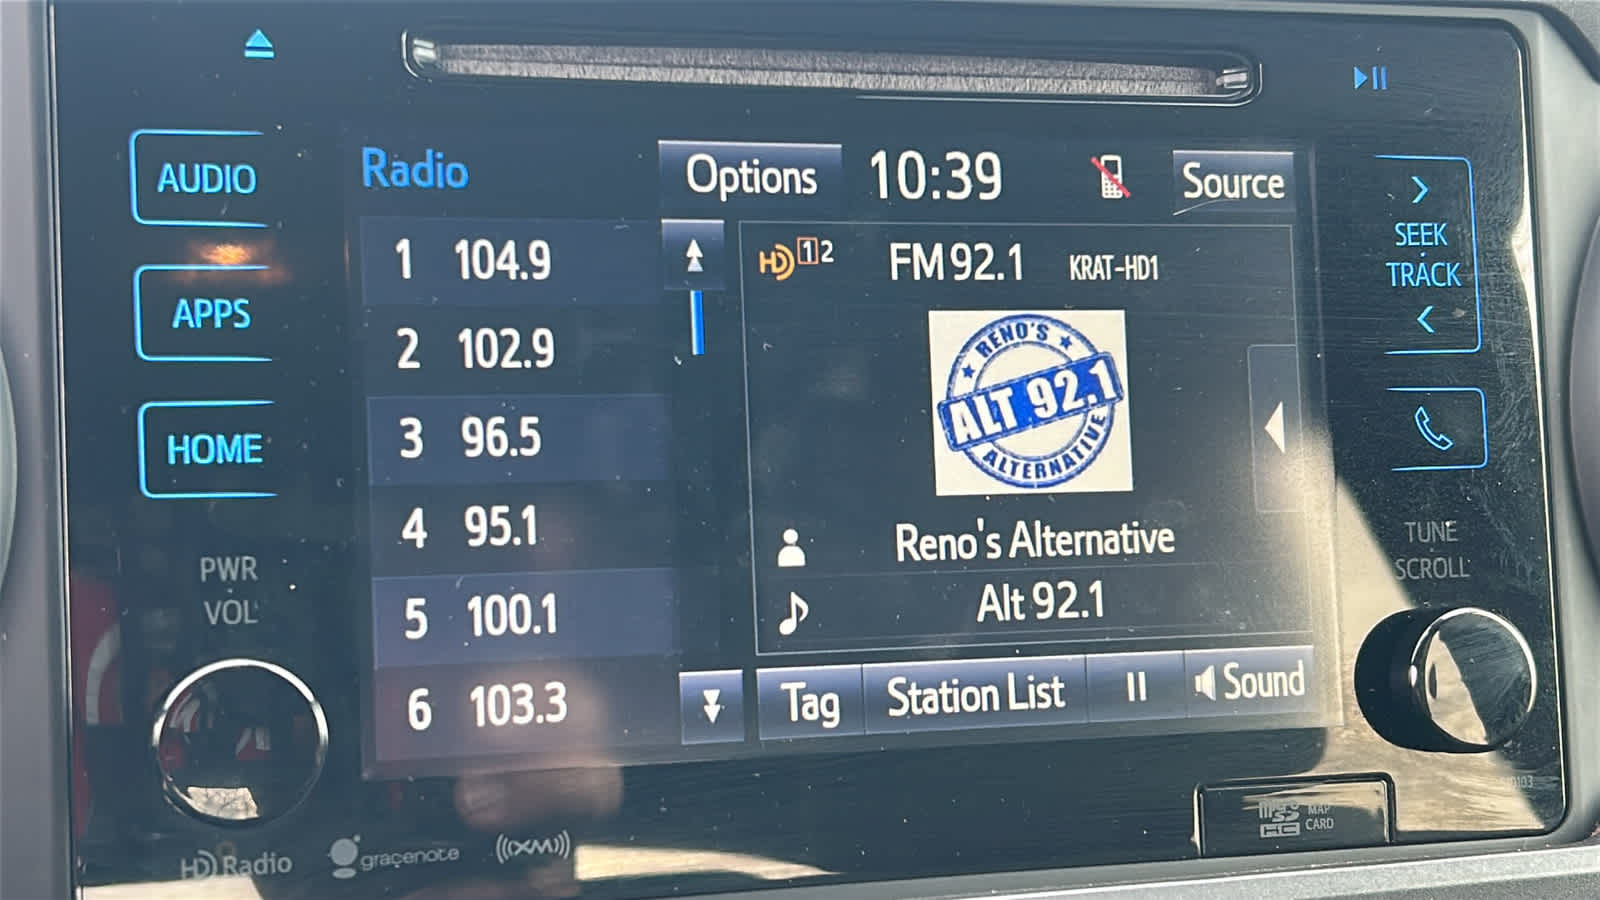 AUDIO
APPS
HOME
PWR
VOL
Radio
Options
10:39
Source
1 104.9
2 102.9
3 96.5
4 95.1
5 100.1
6 103.3
HD 1 2
FM 92.1
KRAT-HD1
RENO'S
ALT 92.1
ALTERNATIVE
Reno's Alternative
Alt 92.1
Tag
Station List
Sound
SEEK
TRACK
TUNE
SCROLL
HD Radio
gracenote
((XM))
micro SD HC
MAP
CARD